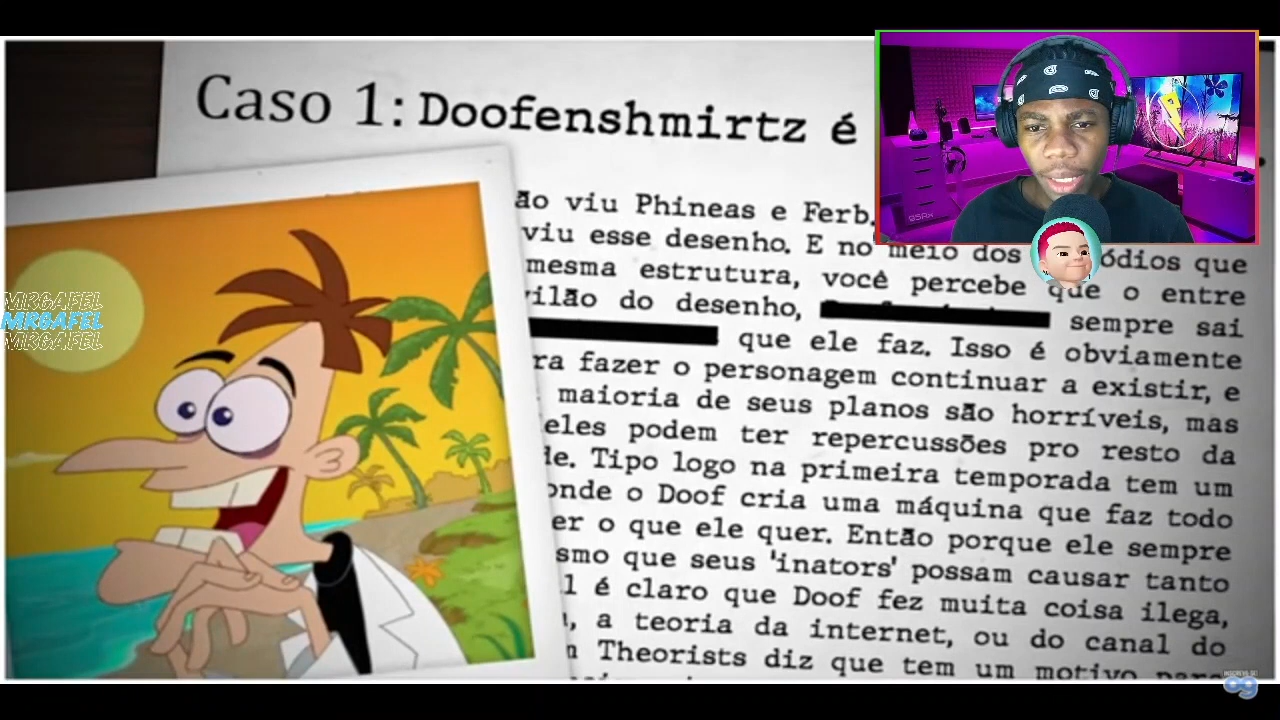 Caso 1: Doofenshmirtz é
ão viu Phineas e Ferb.
viu esse desenho. E no meio dos ódios que
mesma estrutura, você percebe que o entre
vilão do desenho, sempre sai
que ele faz. Isso é obviamente
ra fazer o personagem continuar a existir, e
maioria de seus planos são horríveis, mas
eles podem ter repercussões pro resto da
de. Tipo logo na primeira temporada tem um
onde o Doof cria uma máquina que faz todo
er o que ele quer. Então porque ele sempre
smo que seus 'inators' possam causar tanto
l é claro que Doof fez muita coisa ilega,
, a teoria da internet, ou do canal do
m Theorists diz que tem um motivo para
MRGAFEL
MRGAFEL
MRGAFEL